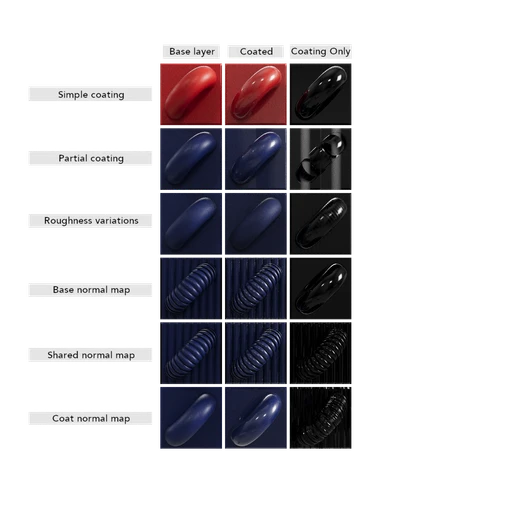 Base layer Coated Coating Only
Simple coating
Partial coating
Roughness variations
Base normal map
Shared normal map
Coat normal map